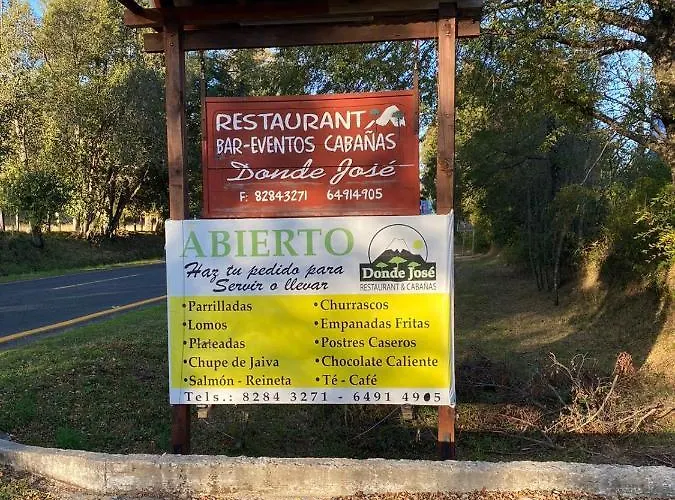 RESTAURANT
BAR-EVENTOS CABAÑAS
Donde José
F: 82843271 64914905
ABIERTO
Haz tu pedido para
Servir o llevar
Donde José
RESTAURANT & CABAÑAS
•Parrilladas
•Lomos
•Plateadas
•Chupe de Jaiva
•Salmón - Reineta
•Churrascos
•Empanadas Fritas
•Postres Caseros
•Chocolate Caliente
•Té - Café
Tels.: 8284 3271 - 6491 4905